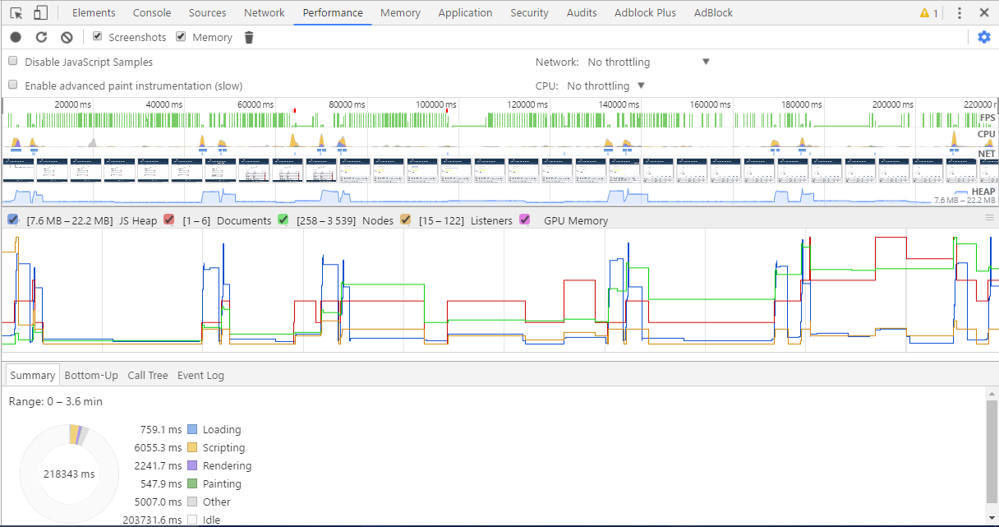 Elements Console Sources Network Performance Memory Application Security Audits Adblock Plus AdBlock 1
Screenshots Memory
Disable JavaScript Samples Network: No throttling
Enable advanced paint instrumentation (slow) CPU: No throttling
20000 ms 40000 ms 60000 ms 80000 ms 100000 ms 120000 ms 140000 ms 160000 ms 180000 ms 200000 ms 220000 r
FPS
CPU
NET
HEAP
7.6 MB – 22.2 MB
[7.6 MB – 22.2 MB] JS Heap [1 – 6] Documents [258 – 3 539] Nodes [15 – 122] Listeners GPU Memory
Summary Bottom-Up Call Tree Event Log
Range: 0 – 3.6 min
759.1 ms Loading
6055.3 ms Scripting
2241.7 ms Rendering
218343 ms
547.9 ms Painting
5007.0 ms Other
203731.6 ms Idle